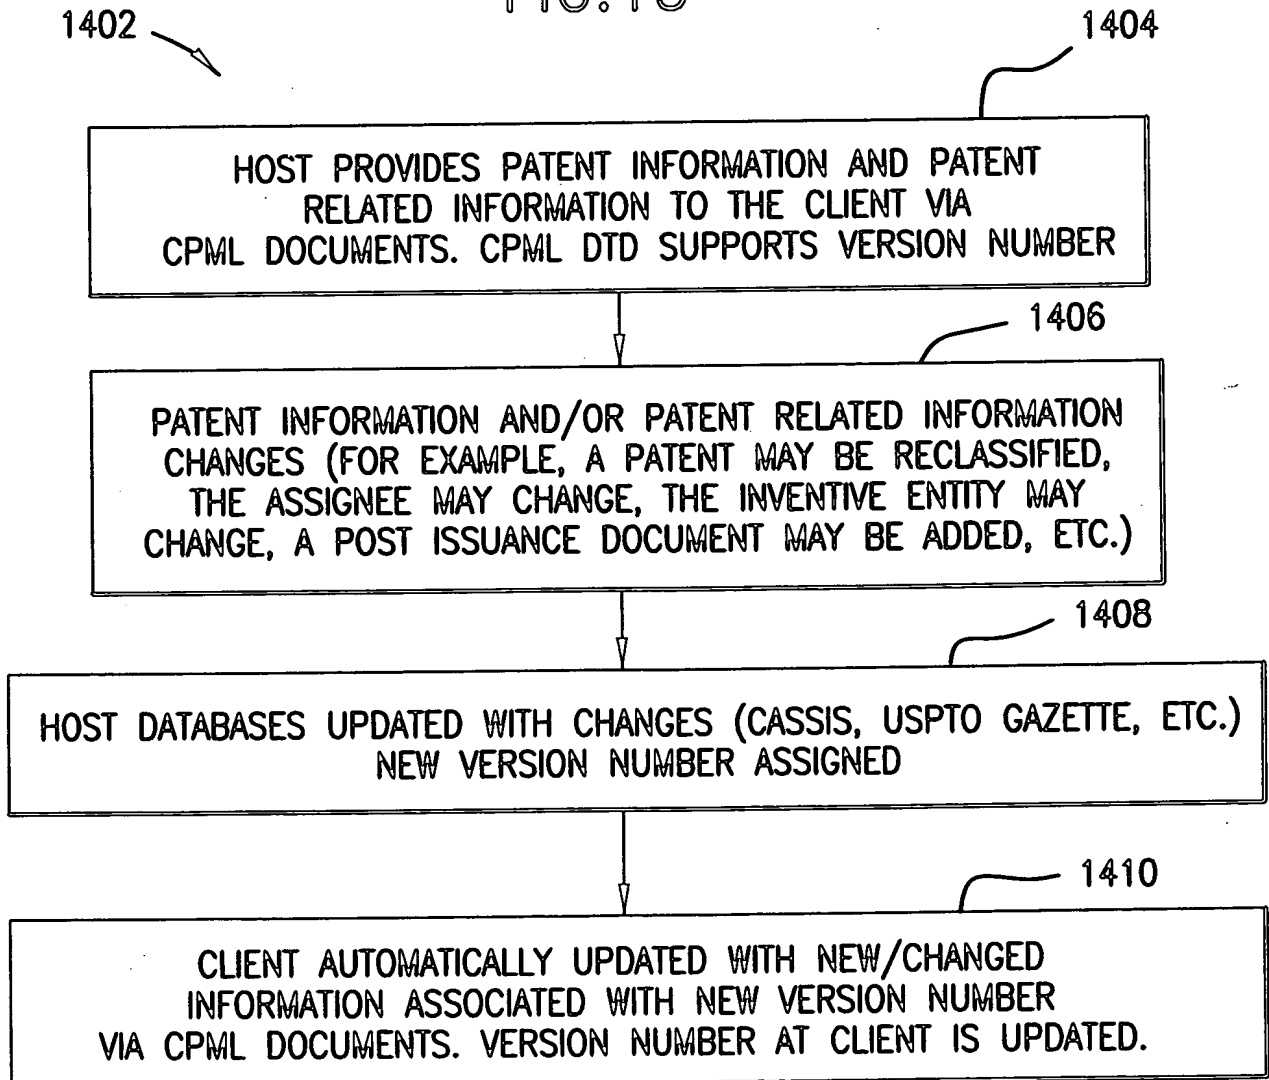 1402
1404
HOST PROVIDES PATENT INFORMATION AND PATENT
RELATED INFORMATION TO THE CLIENT VIA
CPML DOCUMENTS. CPML DTD SUPPORTS VERSION NUMBER
1406
PATENT INFORMATION AND/OR PATENT RELATED INFORMATION
CHANGES (FOR EXAMPLE, A PATENT MAY BE RECLASSIFIED,
THE ASSIGNEE MAY CHANGE, THE INVENTIVE ENTITY MAY
CHANGE, A POST ISSUANCE DOCUMENT MAY BE ADDED, ETC.)
1408
HOST DATABASES UPDATED WITH CHANGES (CASSIS, USPTO GAZETTE, ETC.)
NEW VERSION NUMBER ASSIGNED
1410
CLIENT AUTOMATICALLY UPDATED WITH NEW/CHANGED
INFORMATION ASSOCIATED WITH NEW VERSION NUMBER
VIA CPML DOCUMENTS. VERSION NUMBER AT CLIENT IS UPDATED.